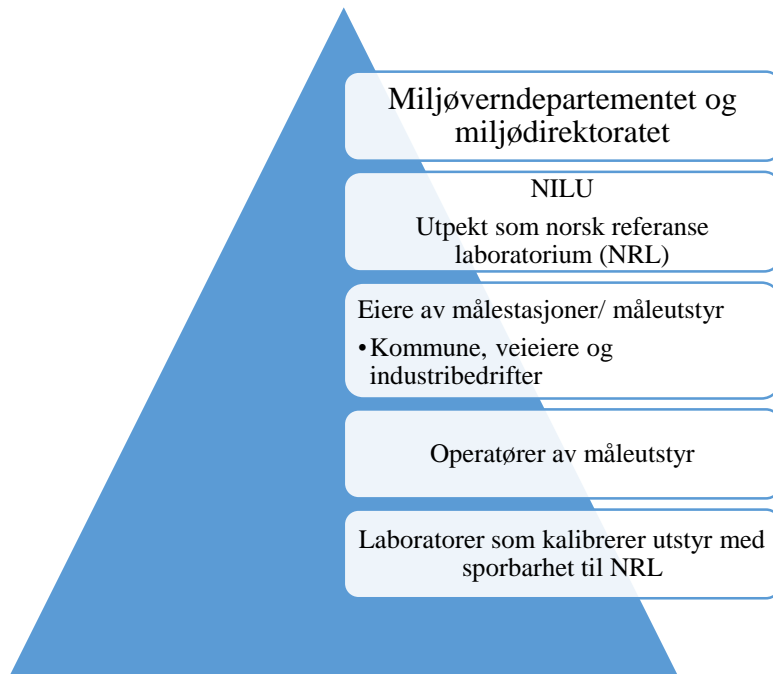 Miljøverndepartementet og
miljødirektoratet
NILU
Utpekt som norsk referanse
laboratorium (NRL)
Eiere av målestasjoner/ måleutstyr
•Kommune, veieiere og
industribedrifter
Operatører av måleutstyr
Laboratorer som kalibrerer utstyr med
sporbarhet til NRL